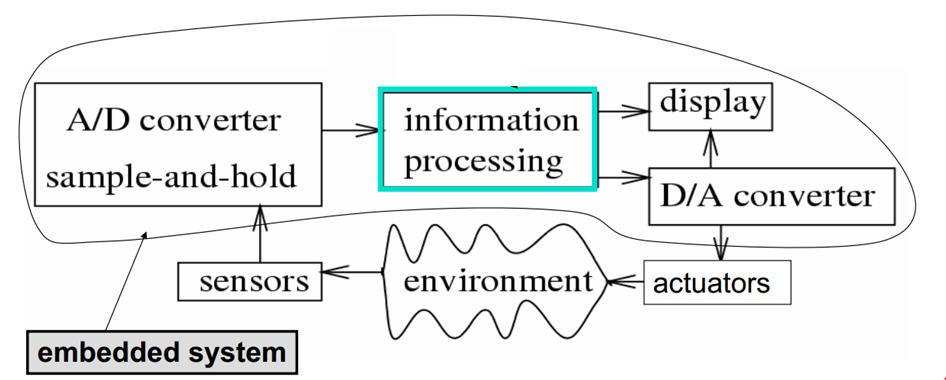 A/D converter
sample-and-hold
information
processing
display
D/A converter
sensors
environment
actuators
embedded system